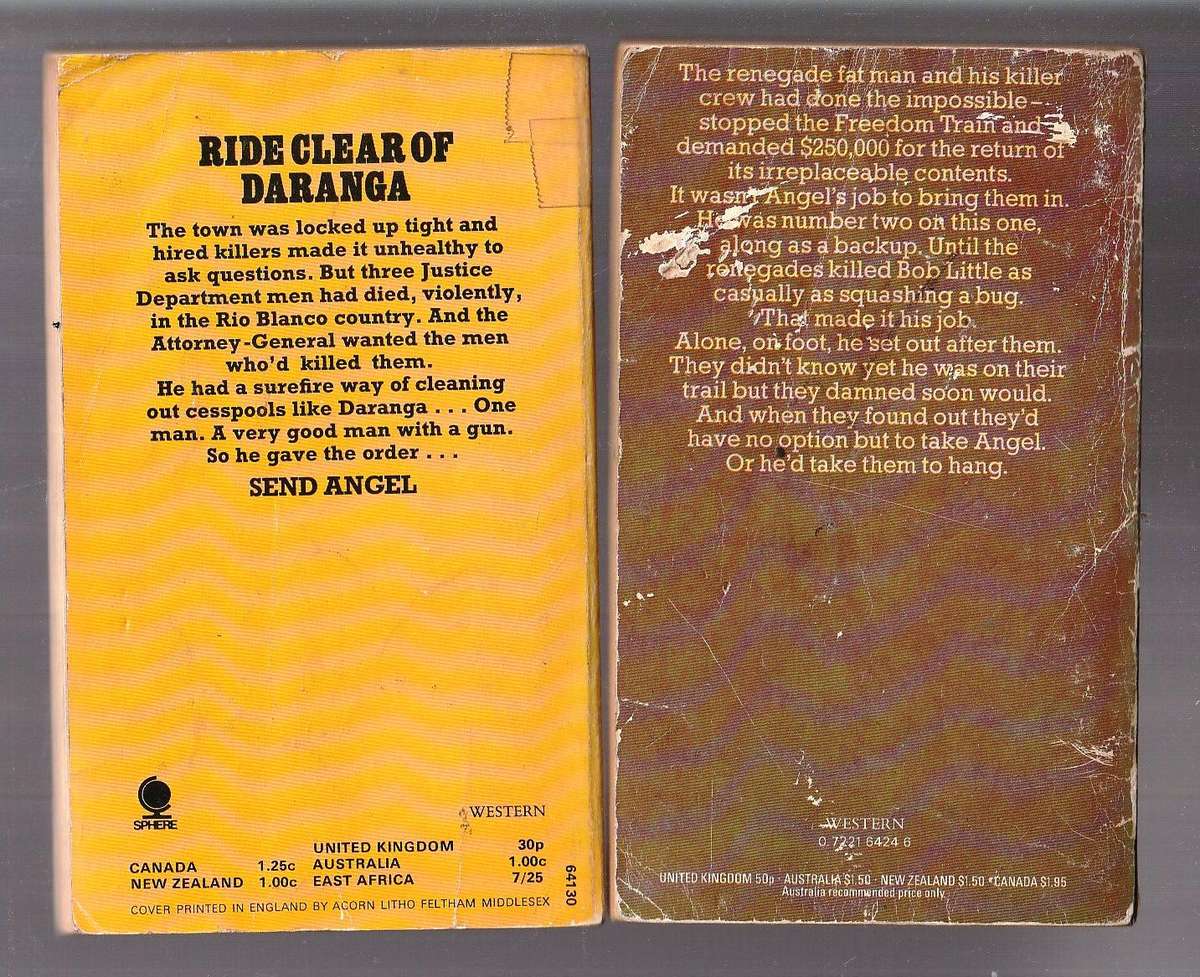 RIDE CLEAR OF
DARANGA
The town was locked up tight and
hired killers made it unhealthy to
ask questions. But three Justice
Department men had died, violently,
in the Rio Blanco country. And the
Attorney-General wanted the men
who'd killed them.
He had a surefire way of cleaning
out cesspools like Daranga . . . One
man. A very good man with a gun.
So he gave the order . . .
SEND ANGEL
SPHERE
WESTERN
UNITED KINGDOM 30p
CANADA 1.25c AUSTRALIA 1.00c
NEW ZEALAND 1.00c EAST AFRICA 7/25
COVER PRINTED IN ENGLAND BY ACORN LITHO FELTHAM MIDDLESEX
64130
The renegade fat man and his killer
crew had done the impossible –
stopped the Freedom Train and
demanded $250,000 for the return of
its irreplaceable contents.
It wasn't Angel's job to bring them in.
He was number two on this one,
along as a backup. Until the
renegades killed Bob Little as
casually as squashing a bug.
That made it his job.
Alone, on foot, he set out after them.
They didn't know yet he was on their
trail but they damned soon would.
And when they found out they'd
have no option but to take Angel.
Or he'd take them to hang.
WESTERN
0 7221 6424 6
UNITED KINGDOM 50p · AUSTRALIA $1.50 · NEW ZEALAND $1.50 · CANADA $1.95
Australia recommended price only